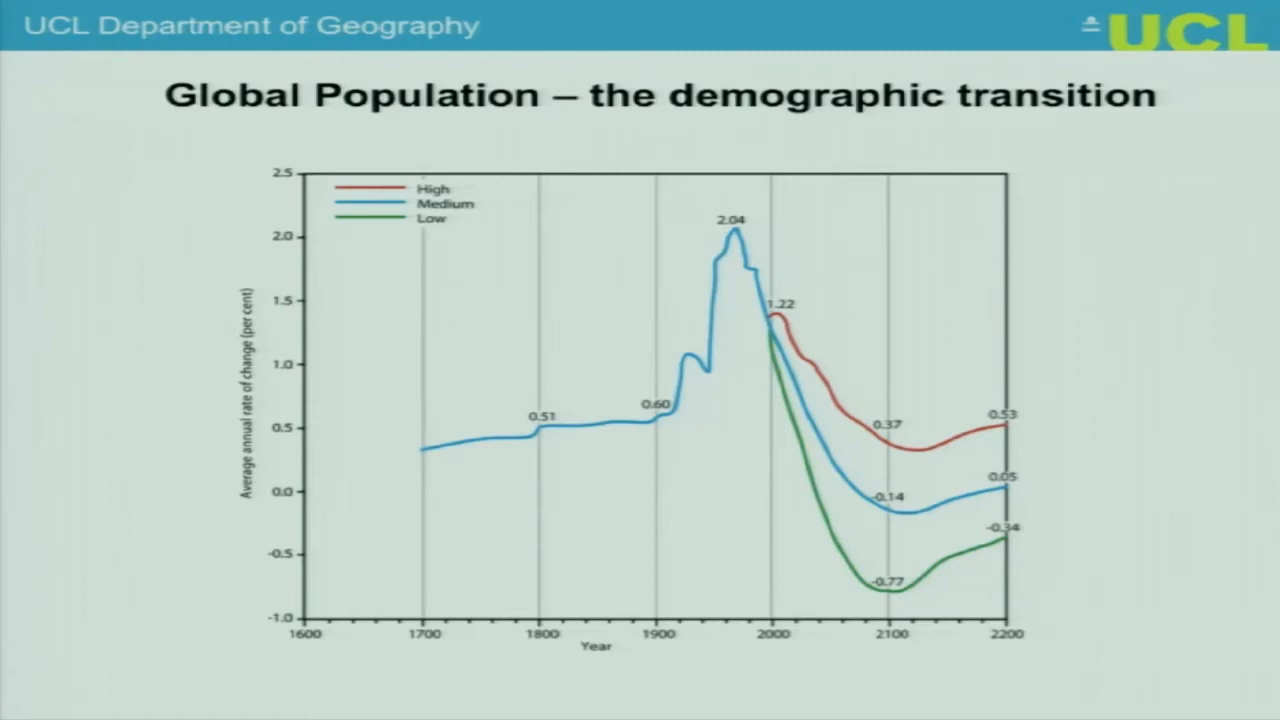 UCL Department of Geography
UCL
Global Population – the demographic transition
High
Medium
Low
2.5
2.0
1.5
1.0
0.5
0.0
-0.5
-1.0
Average annual rate of change (per cent)
0.51
0.60
2.04
1.22
0.37
0.53
-0.14
0.05
-0.77
-0.34
1600 1700 1800 1900 2000 2100 2200
Year